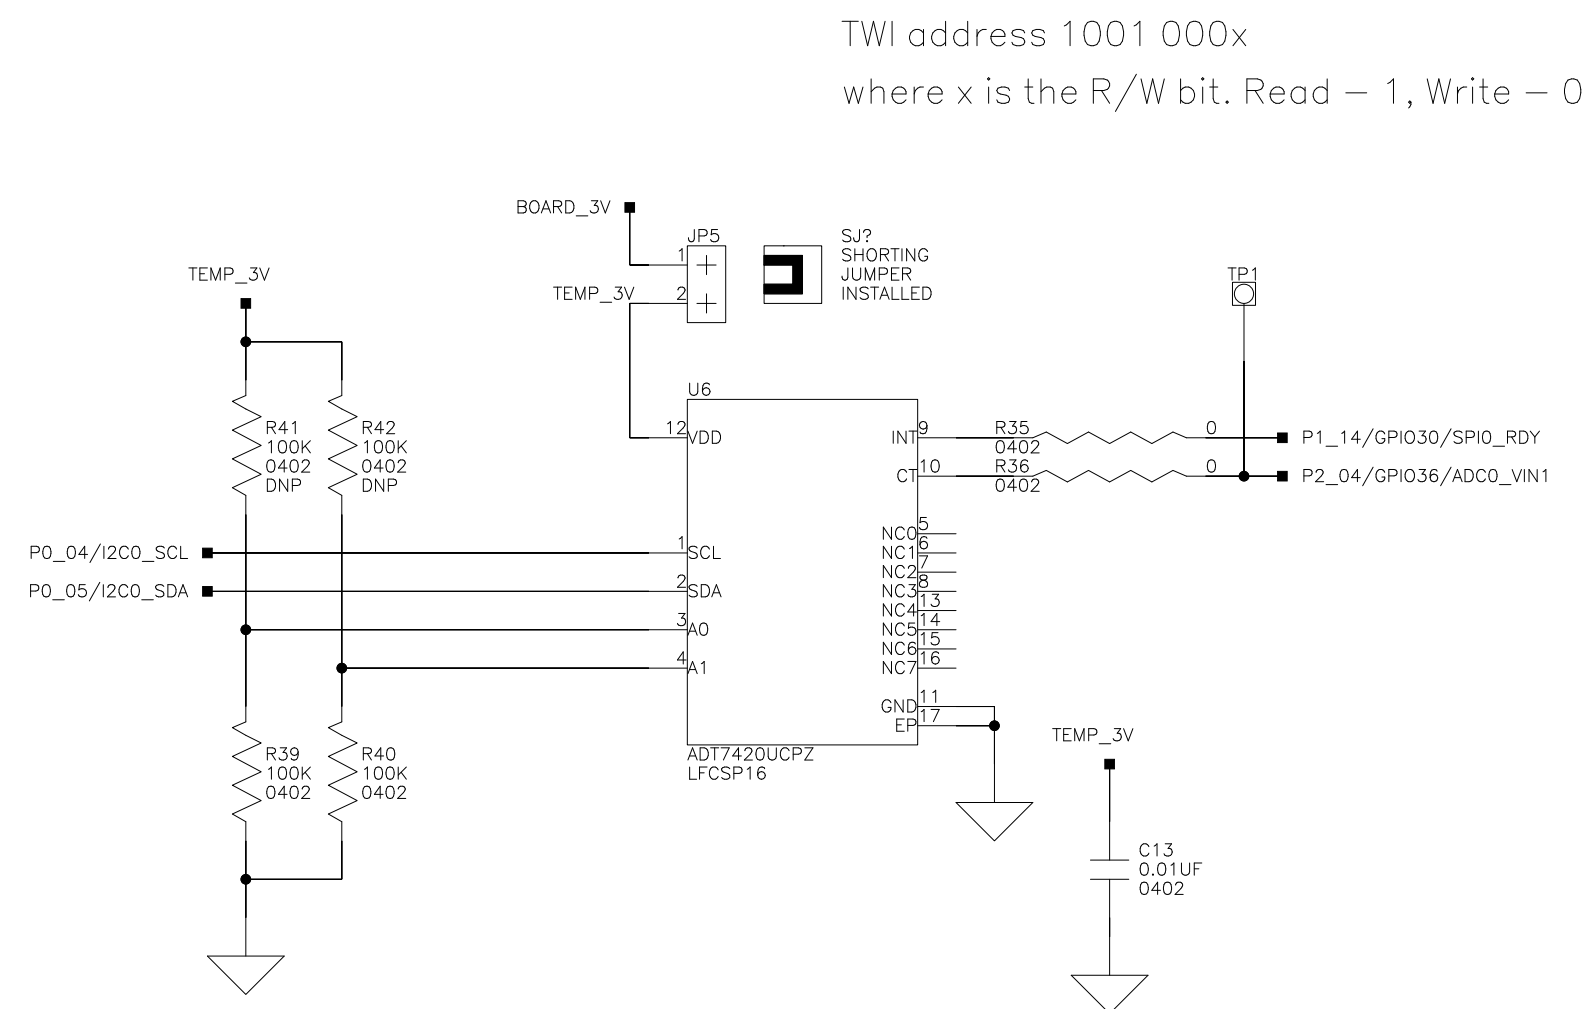 TWI address 1001 000x
where x is the R/W bit. Read – 1, Write – 0
BOARD_3V
JP5
1
2
TEMP_3V
SJ?
SHORTING
JUMPER
INSTALLED
TEMP_3V
TP1
R41
100K
0402
DNP
R42
100K
0402
DNP
U6
12
VDD
P0_04/I2C0_SCL
1
SCL
P0_05/I2C0_SDA
2
SDA
3
A0
4
A1
INT
9
R35
0402
0
P1_14/GPIO30/SPI0_RDY
CT
10
R36
0402
0
P2_04/GPIO36/ADC0_VIN1
NC0
5
NC1
6
NC2
7
NC3
8
NC4
13
NC5
14
NC6
15
NC7
16
GND
11
EP
17
ADT7420UCPZ
LFCSP16
R39
100K
0402
R40
100K
0402
TEMP_3V
C13
0.01UF
0402